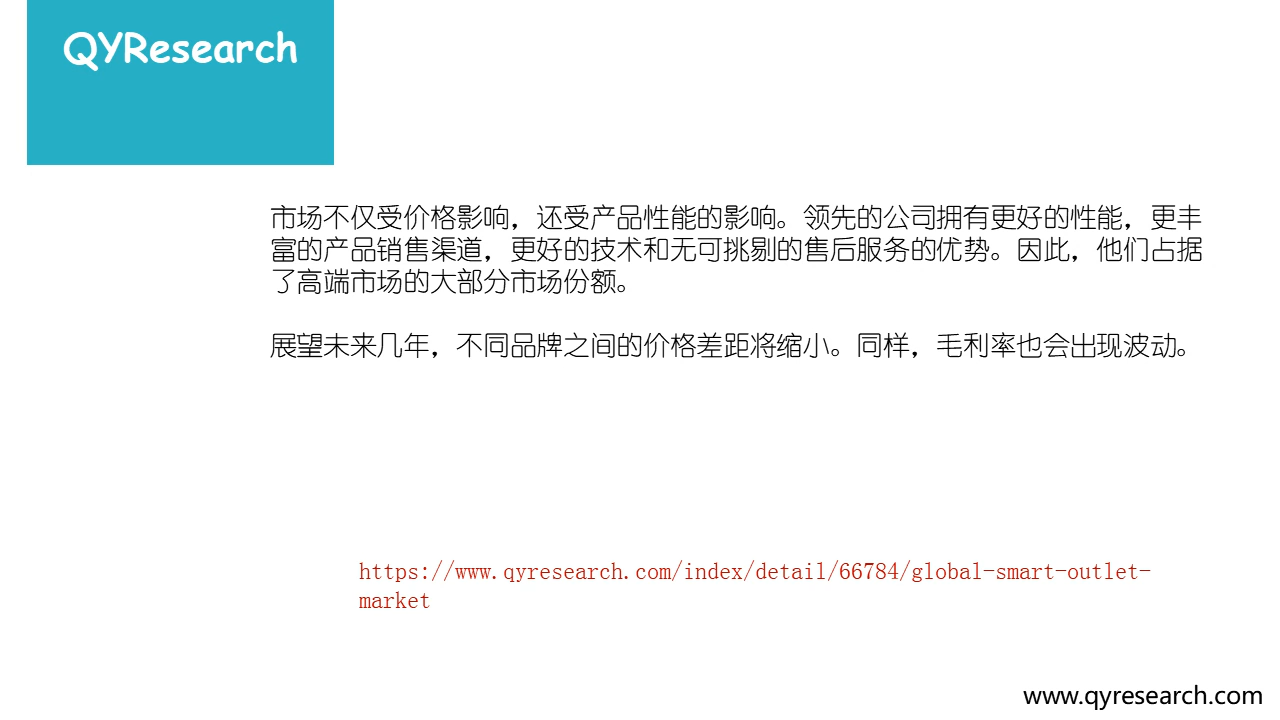 QYResearch
市场不仅受价格影响，还受产品性能的影响。领先的公司拥有更好的性能，更丰
富的产品销售渠道，更好的技术和无可挑剔的售后服务的优势。因此，他们占据
了高端市场的大部分市场份额。
展望未来几年，不同品牌之间的价格差距将缩小。同样，毛利率也会出现波动。
https://www.qyresearch.com/index/detail/66784/global-smart-outlet-
market
www.qyresearch.com